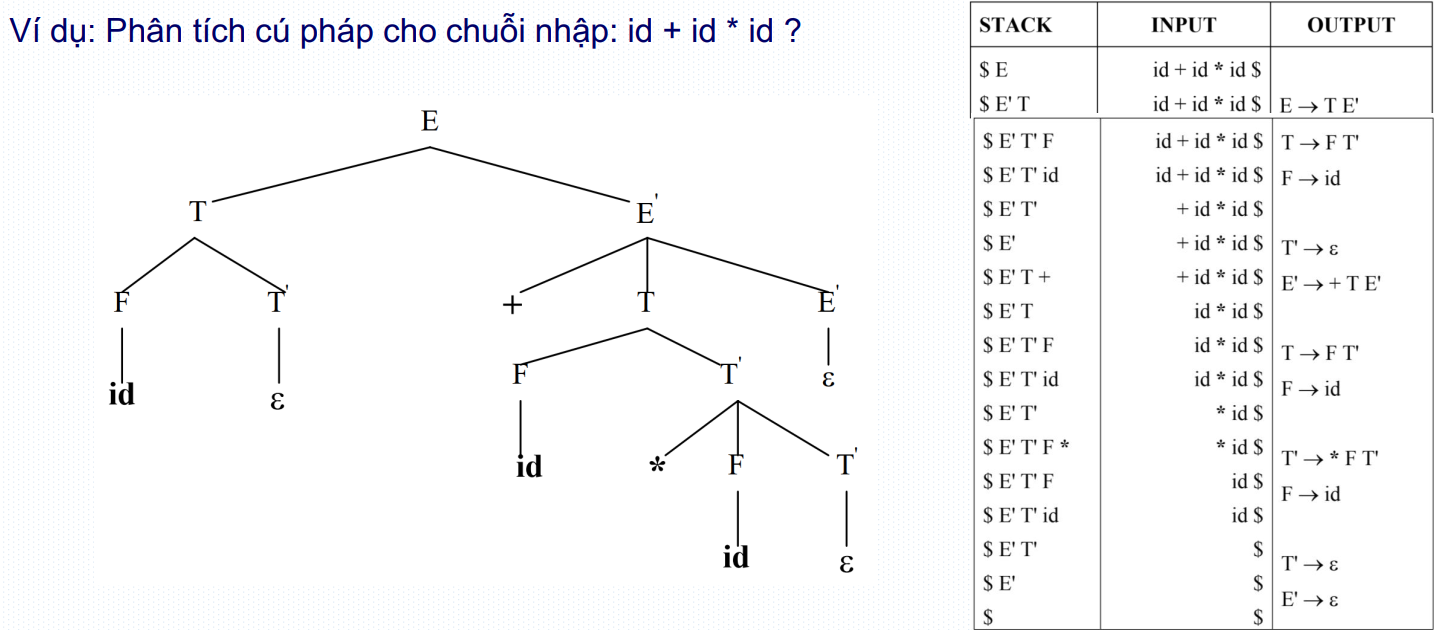 Ví dụ: Phân tích cú pháp cho chuỗi nhập: id + id * id ?
E
T E'
F T' + T E'
id ε F T' ε
id * F T'
id ε
STACK INPUT OUTPUT
$ E id + id * id $
$ E' T id + id * id $ E → T E'
$ E' T' F id + id * id $ T → F T'
$ E' T' id id + id * id $ F → id
$ E' T' + id * id $
$ E' + id * id $ T' → ε
$ E' T + + id * id $ E' → + T E'
$ E' T id * id $
$ E' T' F id * id $ T → F T'
$ E' T' id id * id $ F → id
$ E' T' * id $
$ E' T' F * * id $ T' → * F T'
$ E' T' F id $
$ E' T' id id $ F → id
$ E' T' $
$ E' $ T' → ε
$ $ E' → ε